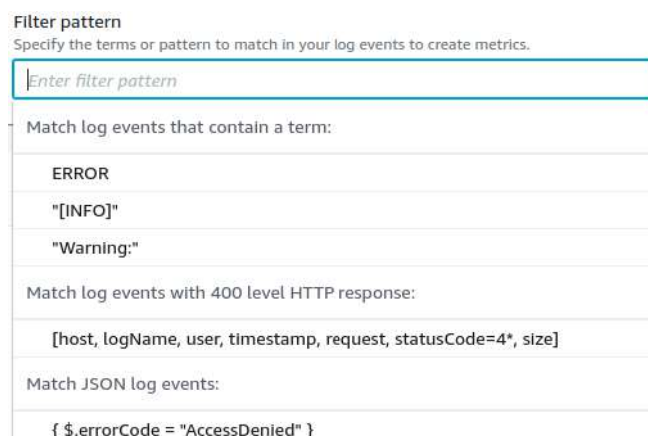 Filter pattern
Specify the terms or pattern to match in your log events to create metrics.
Enter filter pattern
Match log events that contain a term:
ERROR
"[INFO]"
"Warning:"
Match log events with 400 level HTTP response:
[host, logName, user, timestamp, request, statusCode=4*, size]
Match JSON log events:
{ $.errorCode = "AccessDenied" }